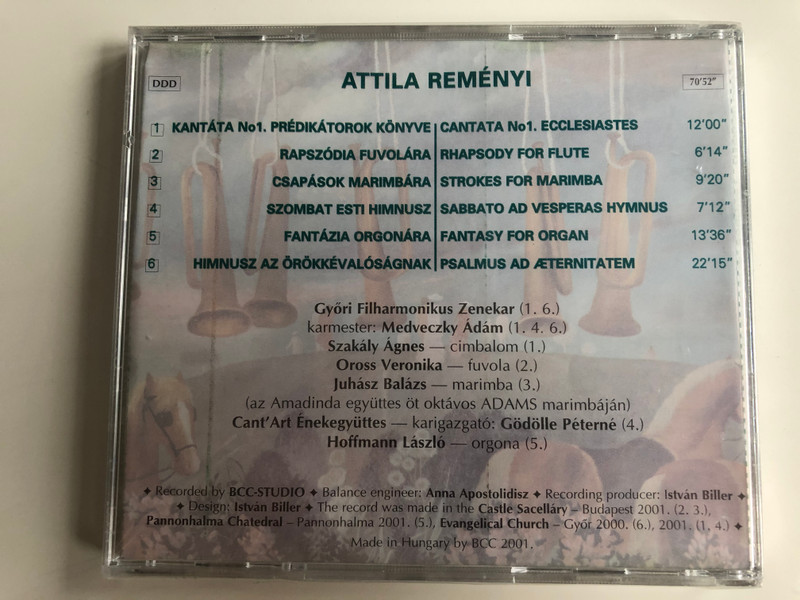 DDD ATTILA REMÉNYI 70'52"
1 KANTÁTA No1. PRÉDIKÁTOROK KÖNYVE CANTATA No1. ECCLESIASTES 12'00"
2 RAPSZÓDIA FUVOLÁRA RHAPSODY FOR FLUTE 6'14"
3 CSAPÁSOK MARIMBÁRA STROKES FOR MARIMBA 9'20"
4 SZOMBAT ESTI HIMNUSZ SABBATO AD VESPERAS HYMNUS 7'12"
5 FANTÁZIA ORGONÁRA FANTASY FOR ORGAN 13'36"
6 HIMNUSZ AZ ÖRÖKKÉVALÓSÁGNAK PSALMUS AD ÆTERNITATEM 22'15"
Győri Filharmonikus Zenekar (1. 6.)
karmester: Medveczky Ádám (1. 4. 6.)
Szakály Ágnes — cimbalom (1.)
Oross Veronika — fuvola (2.)
Juhász Balázs — marimba (3.)
(az Amadinda együttes öt oktávos ADAMS marimbáján)
Cant'Art Énekegyüttes — karigazgató: Gödölle Péterné (4.)
Hoffmann László — orgona (5.)
✦ Recorded by BCC-STUDIO ✦ Balance engineer: Anna Apostolidisz ✦ Recording producer: István Biller ✦
✦ Design: István Biller ✦ The record was made in the Castle Sacelláry – Budapest 2001. (2. 3.),
Pannonhalma Chatedral – Pannonhalma 2001. (5.), Evangelical Church – Győr 2000. (6.), 2001. (1. 4.) ✦
Made in Hungary by BCC 2001.